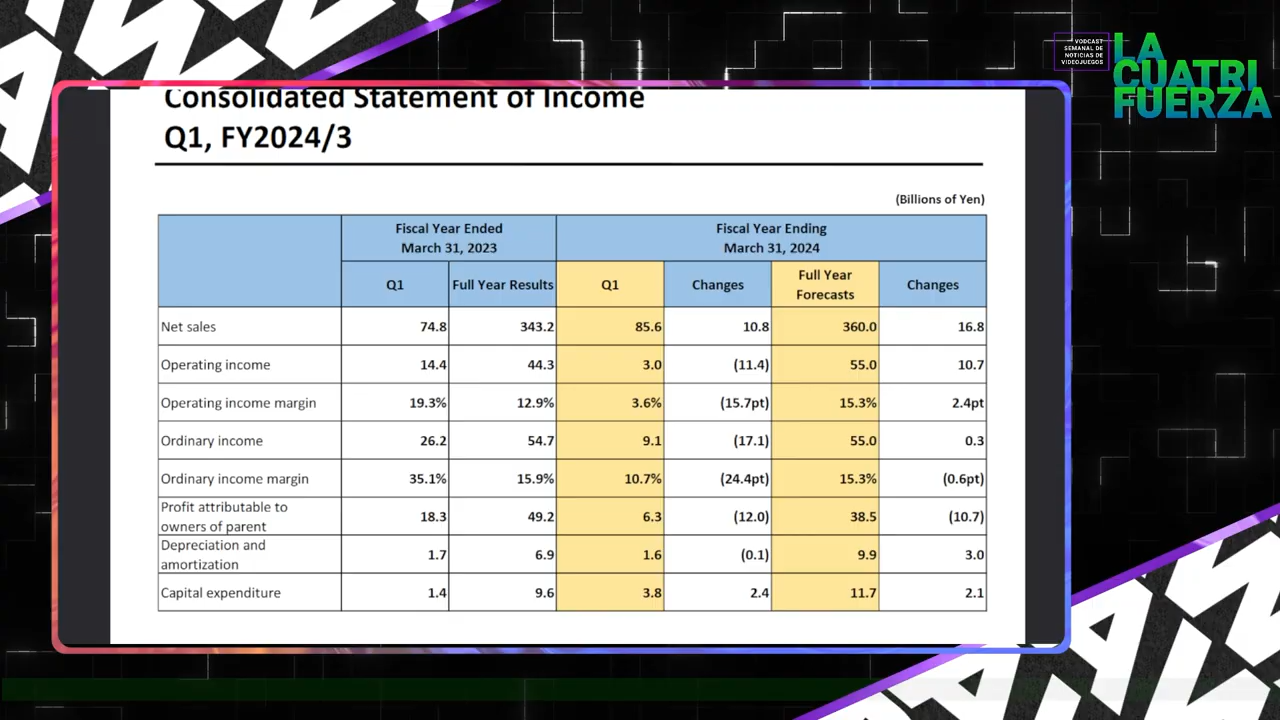 VODCAST
SEMANAL DE
NOTICIAS DE
VIDEOJUEGOS
LA
CUATRI
FUERZA
Consolidated Statement of Income
Q1, FY2024/3
(Billions of Yen)
Fiscal Year Ended
March 31, 2023
Fiscal Year Ending
March 31, 2024
Q1 Full Year Results Q1 Changes Full Year
Forecasts Changes
Net sales 74.8 343.2 85.6 10.8 360.0 16.8
Operating income 14.4 44.3 3.0 (11.4) 55.0 10.7
Operating income margin 19.3% 12.9% 3.6% (15.7pt) 15.3% 2.4pt
Ordinary income 26.2 54.7 9.1 (17.1) 55.0 0.3
Ordinary income margin 35.1% 15.9% 10.7% (24.4pt) 15.3% (0.6pt)
Profit attributable to
owners of parent 18.3 49.2 6.3 (12.0) 38.5 (10.7)
Depreciation and
amortization 1.7 6.9 1.6 (0.1) 9.9 3.0
Capital expenditure 1.4 9.6 3.8 2.4 11.7 2.1